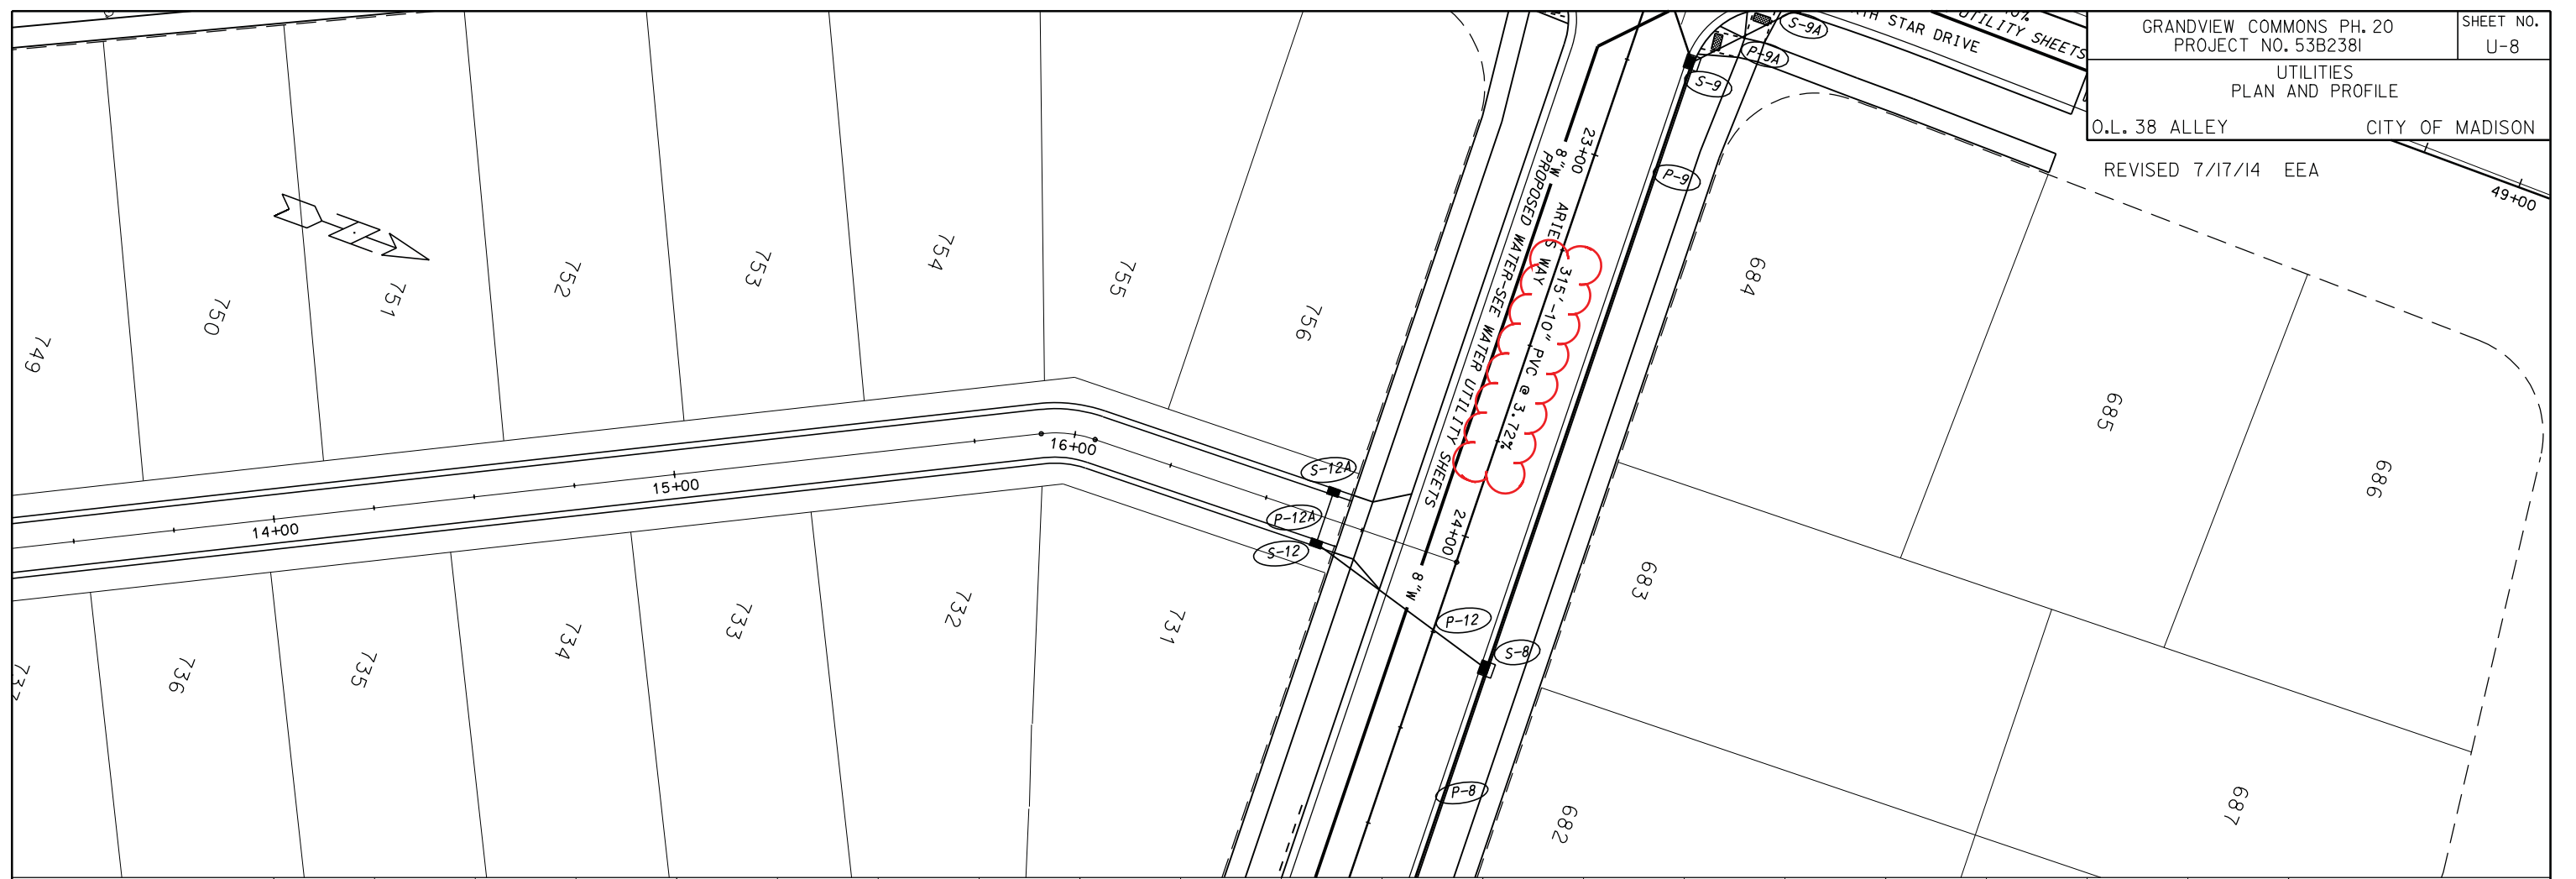 GRANDVIEW COMMONS PH. 20
PROJECT NO. 53B2381
SHEET NO.
U-8
UTILITIES
PLAN AND PROFILE
O.L. 38 ALLEY
CITY OF MADISON
REVISED 7/17/14 EEA
49+00
STAR DRIVE
UTILITY SHEETS
S-9A
P-9A
S-9
P-9
23+00
8"W
PROPOSED WATER-SEE WATER UTILITY SHEETS
ARIES WAY
315'-10" PVC @ 3.72%
24+00
8"W
749
750
751
752
753
754
755
756
684
685
686
683
682
687
14+00
15+00
16+00
S-12A
P-12A
S-12
P-12
S-8
P-8
737
736
735
734
733
732
731